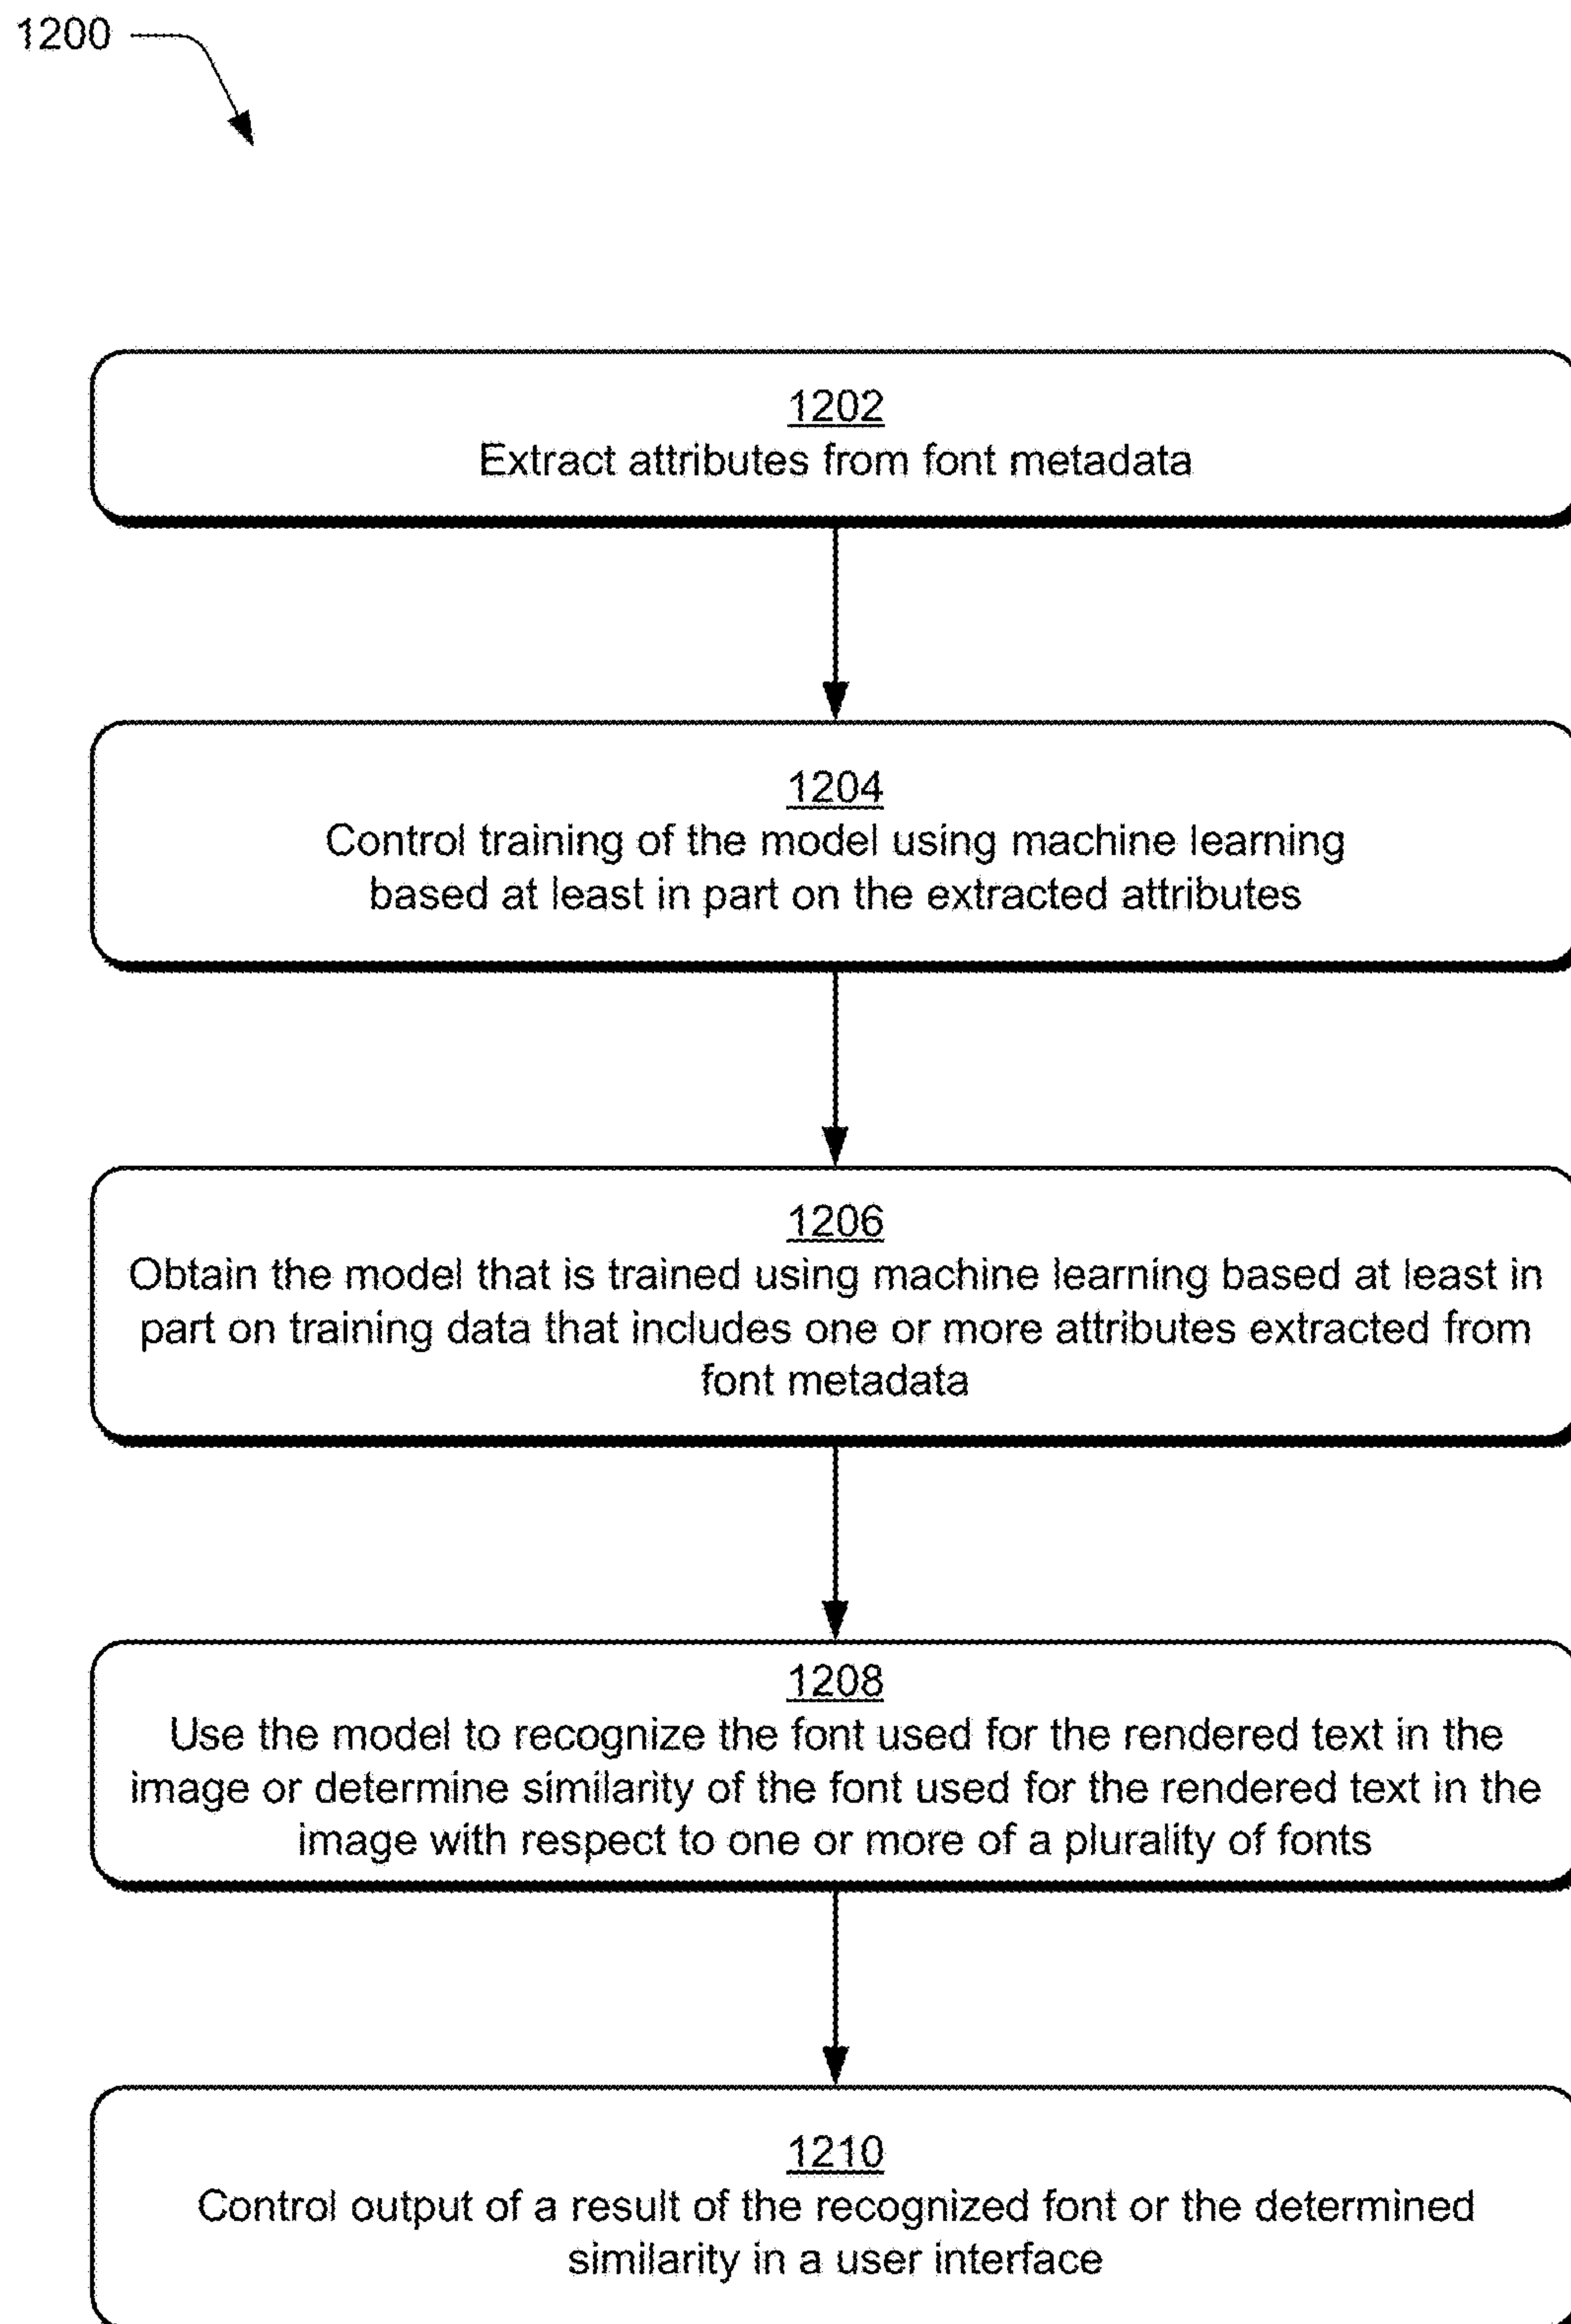 1200
1202
Extract attributes from font metadata
1204
Control training of the model using machine learning
based at least in part on the extracted attributes
1206
Obtain the model that is trained using machine learning based at least in
part on training data that includes one or more attributes extracted from
font metadata
1208
Use the model to recognize the font used for the rendered text in the
image or determine similarity of the font used for the rendered text in the
image with respect to one or more of a plurality of fonts
1210
Control output of a result of the recognized font or the determined
similarity in a user interface